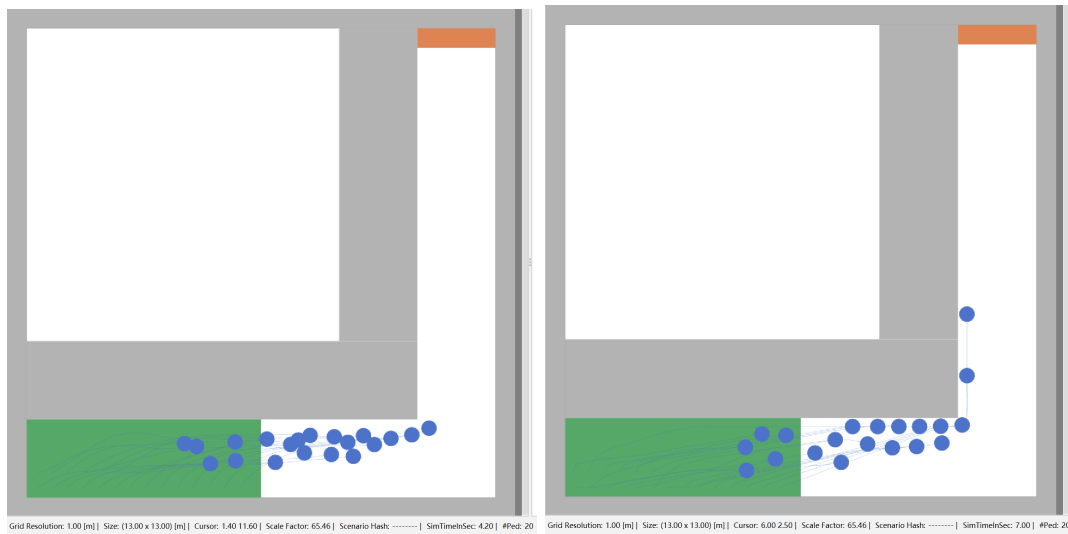 Grid Resolution: 1.00 [m] | Size: (13.00 x 13.00) [m] | Cursor: 1.40 11.60 | Scale Factor: 65.46 | Scenario Hash: -------- | SimTimeInSec: 4.20 | #Ped: 20
Grid Resolution: 1.00 [m] | Size: (13.00 x 13.00) [m] | Cursor: 6.00 2.50 | Scale Factor: 65.46 | Scenario Hash: -------- | SimTimeInSec: 7.00 | #Ped: 20